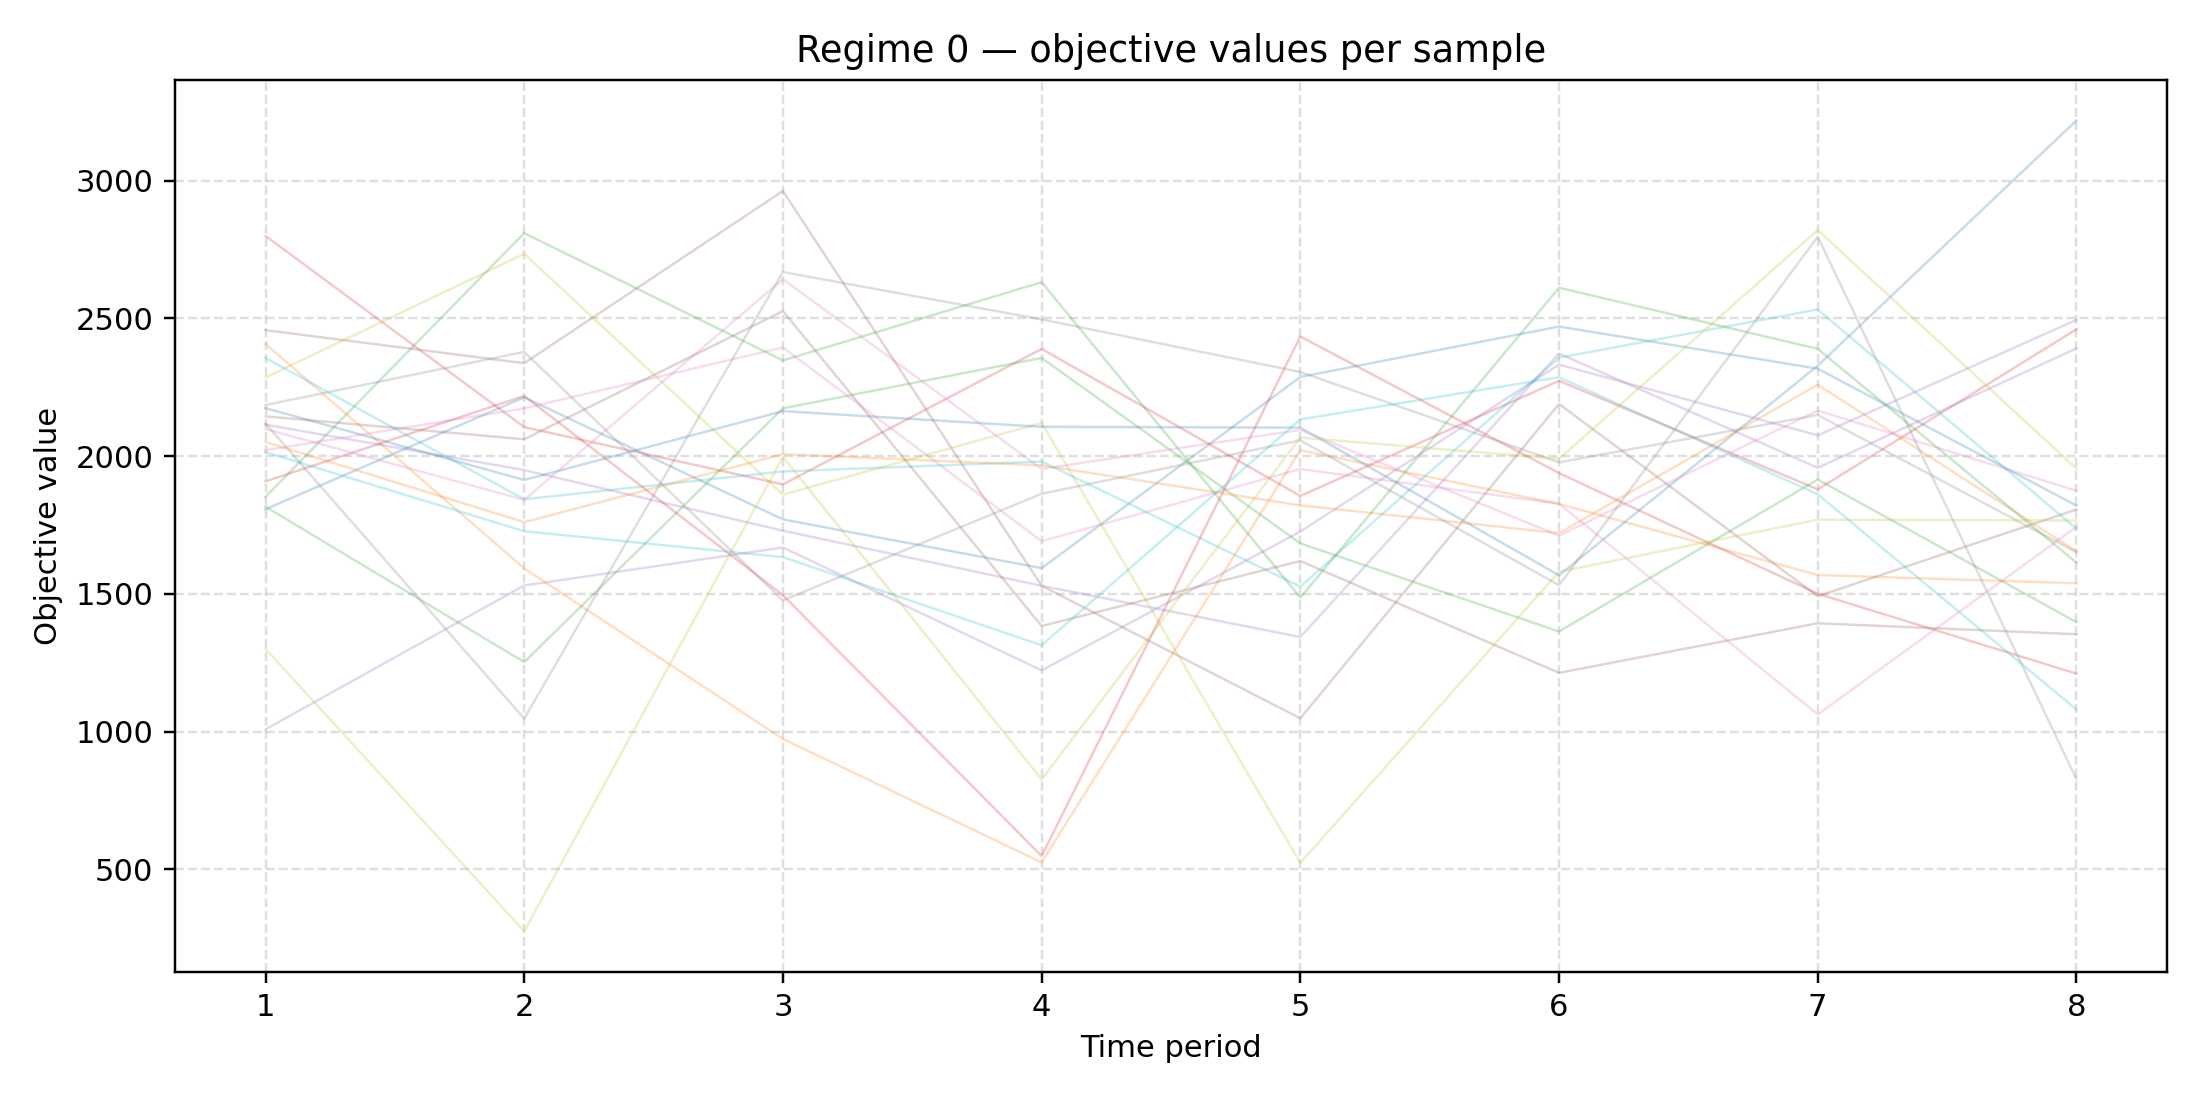 Regime 0 — objective values per sample
Objective value
3000
2500
2000
1500
1000
500
1 2 3 4 5 6 7 8
Time period